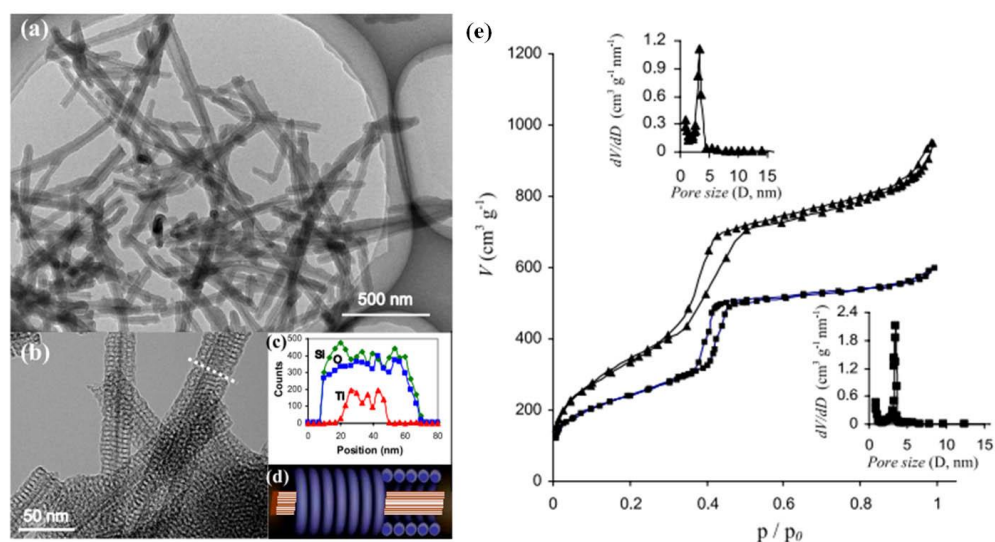 (a)
500 nm
(b)
50 nm
(c)
Counts
500
400
300
200
100
0
Si
O
Ti
0 20 40 60 80
Position (nm)
(d)
(e)
V (cm³ g⁻¹)
1200
1000
800
600
400
200
0
0 0.2 0.4 0.6 0.8 1
p / p₀
dV/dD (cm³ g⁻¹ nm⁻¹)
1.2
0.9
0.6
0.3
0
0 5 10 15
Pore size (D, nm)
dV/dD (cm³ g⁻¹ nm⁻¹)
2.4
1.8
1.2
0.6
0
0 5 10 15
Pore size (D, nm)